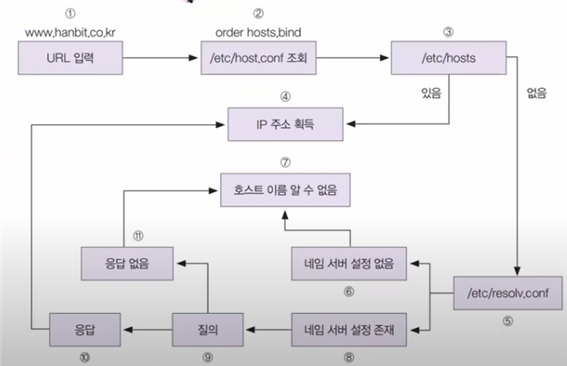 ①
www.hanbit.co.kr
URL 입력
②
order hosts,bind
/etc/host.conf 조회
③
/etc/hosts
있음
없음
④
IP 주소 획득
⑦
호스트 이름 알 수 없음
⑪
응답 없음
네임 서버 설정 없음
⑥
/etc/resolv.conf
⑤
응답
⑩
질의
⑨
네임 서버 설정 존재
⑧